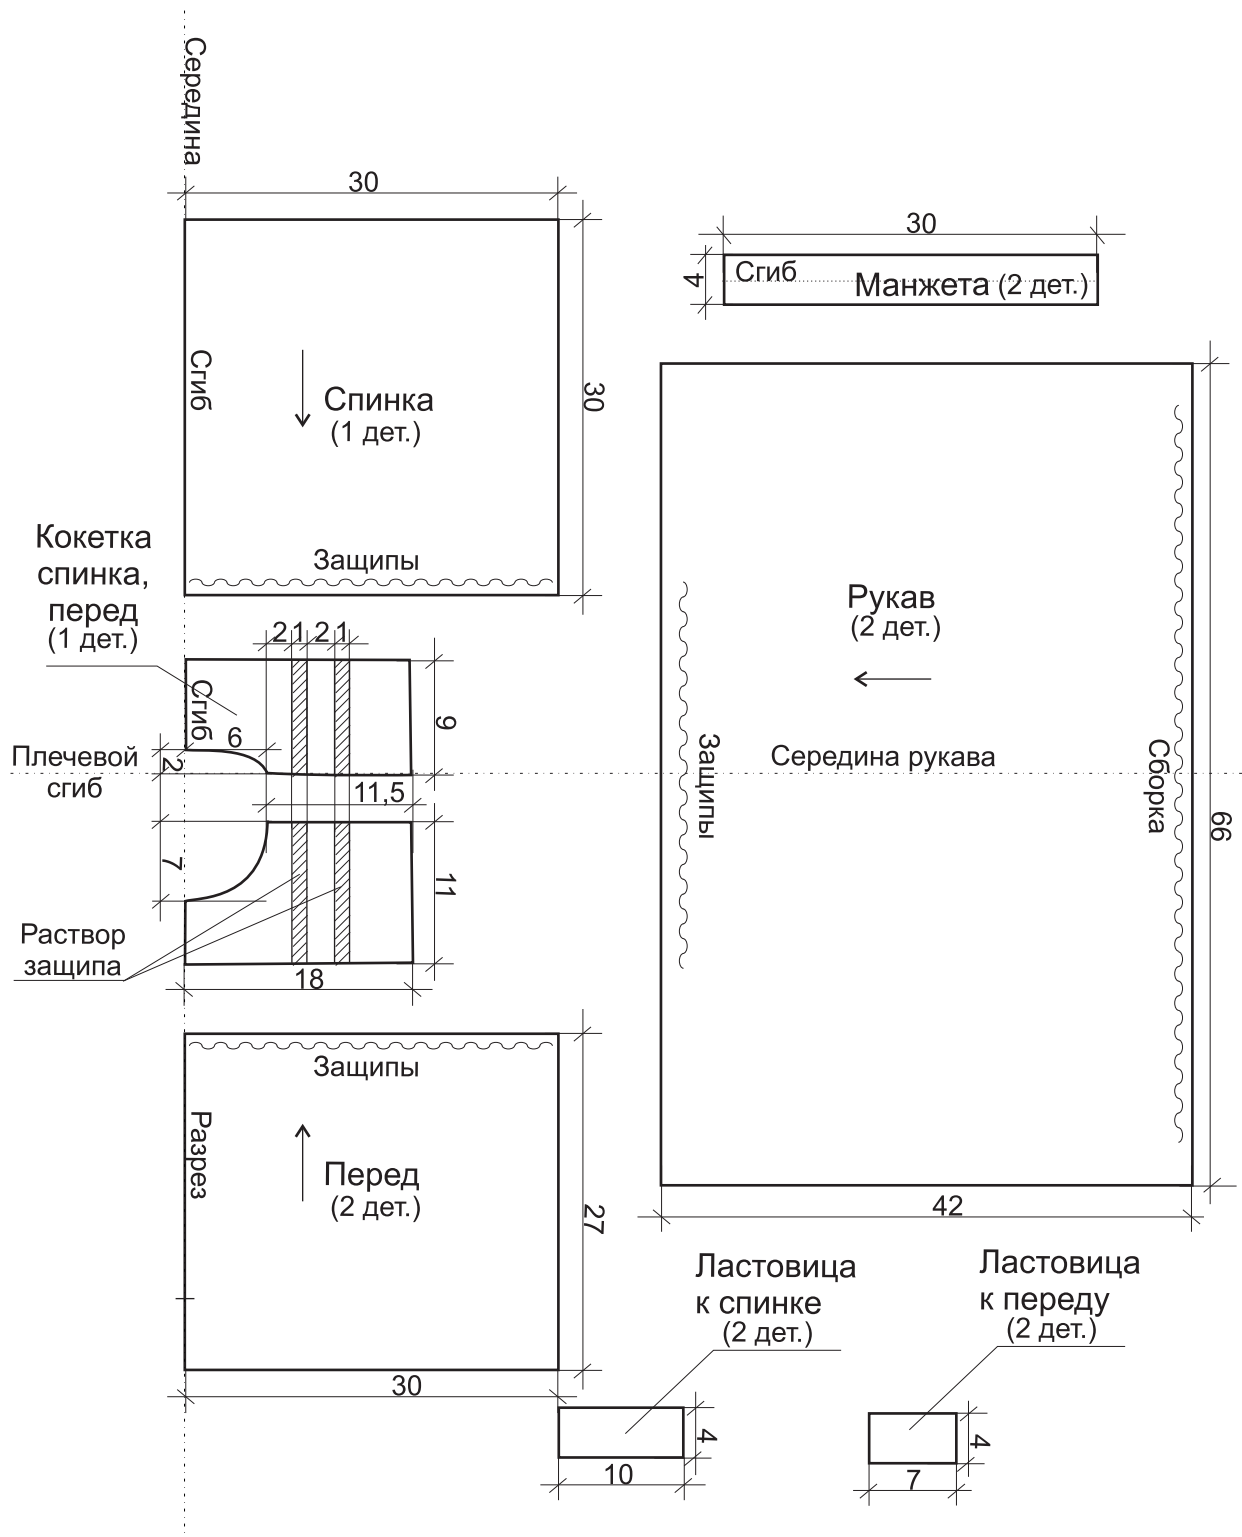 Середина
30
30
Сгиб
Спинка
(1 дет.)
Защипы
30
4
Сгиб
Манжета (2 дет.)
Кокетка
спинка,
перед
(1 дет.)
2 1 2 1
Сгиб
6
9
Плечевой
сгиб
2
11,5
7
11
Раствор
защипа
18
Рукав
(2 дет.)
Середина рукава
Защипы
Сборка
66
42
Защипы
Разрез
Перед
(2 дет.)
27
30
Ластовица
к спинке
(2 дет.)
4
10
Ластовица
к переду
(2 дет.)
4
7